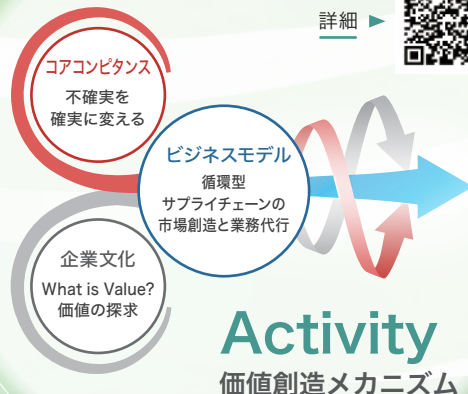 詳細
コアコンピタンス
不確実を
確実に変える
ビジネスモデル
循環型
サプライチェーンの
市場創造と業務代行
企業文化
What is Value?
価値の探求
Activity
価値創造メカニズム